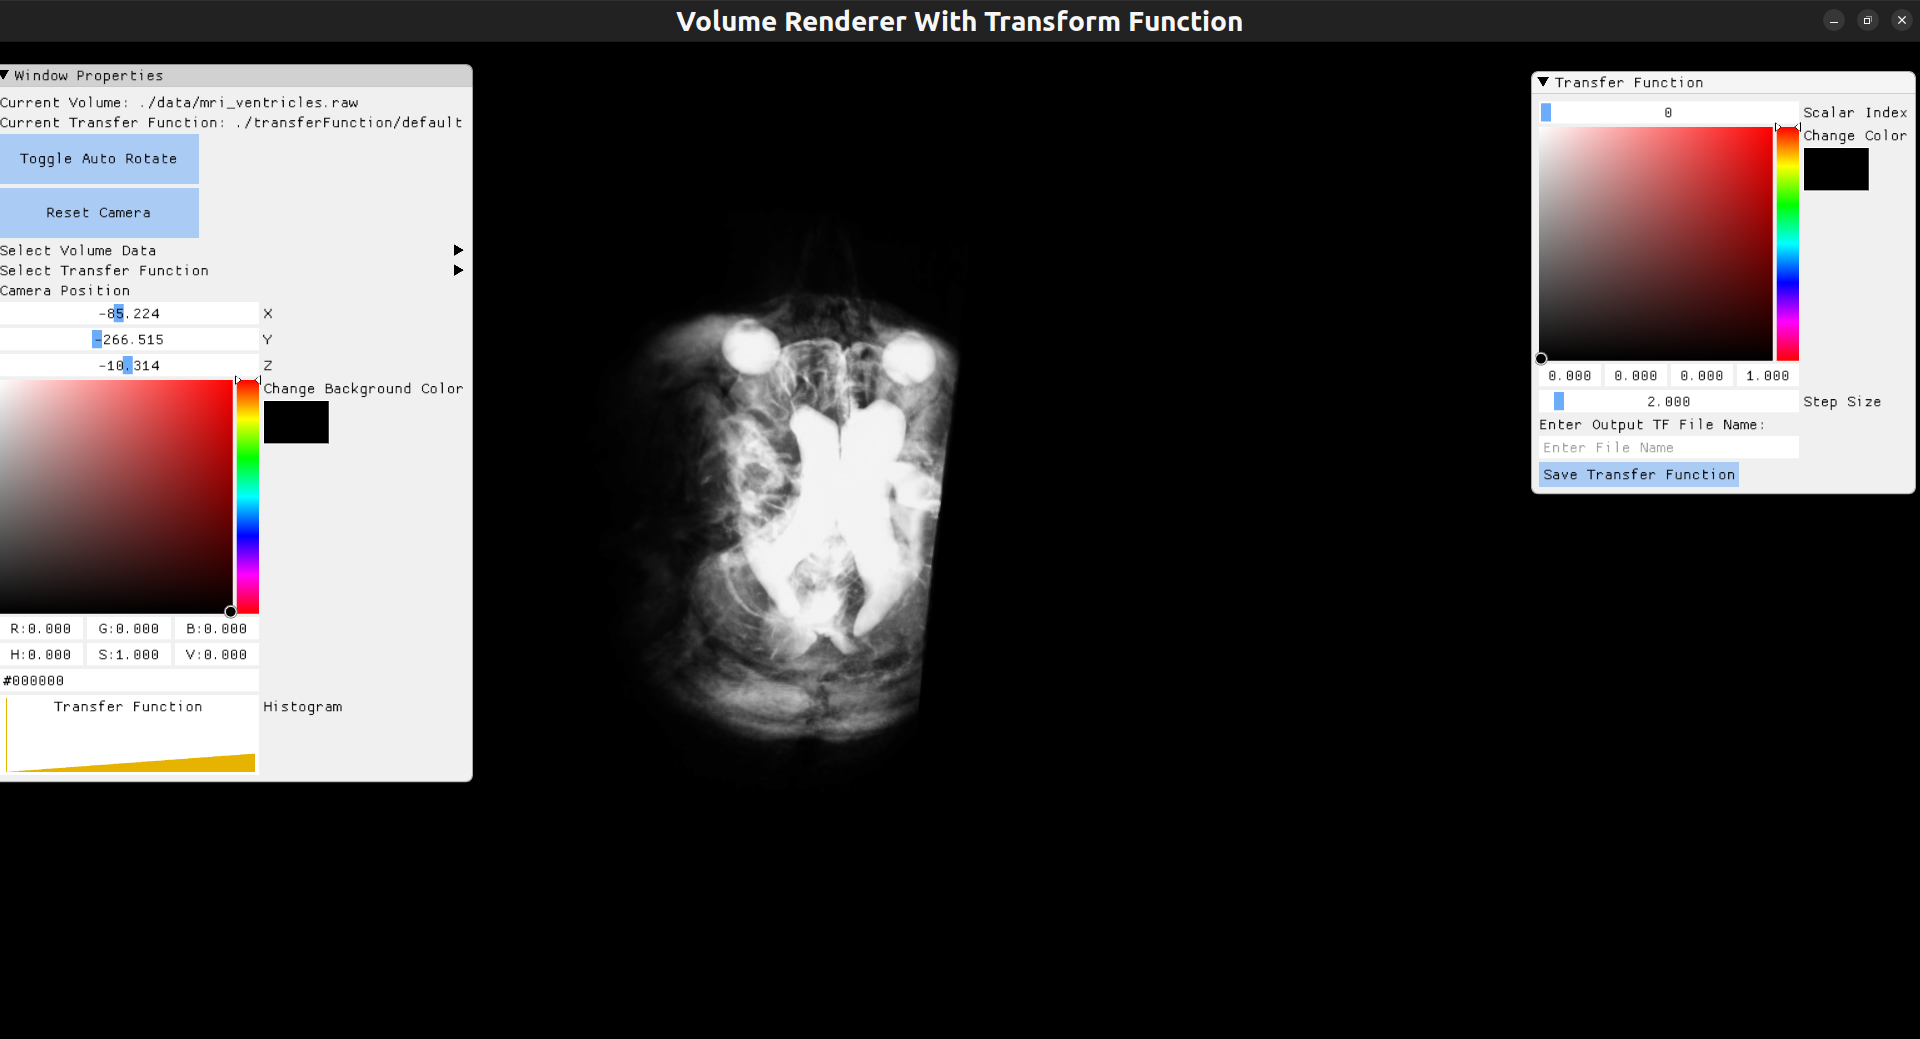 Volume Renderer With Transform Function
Window Properties
Current Volume: ./data/mri_ventricles.raw
Current Transfer Function: ./transferFunction/default
Toggle Auto Rotate
Reset Camera
Select Volume Data
Select Transfer Function
Camera Position
-85.224 X
-266.515 Y
-10.314 Z
Change Background Color
R:0.000 G:0.000 B:0.000
H:0.000 S:1.000 V:0.000
#000000
Transfer Function Histogram
Transfer Function
0 Scalar Index
Change Color
0.000 0.000 0.000 1.000
2.000 Step Size
Enter Output TF File Name:
Enter File Name
Save Transfer Function